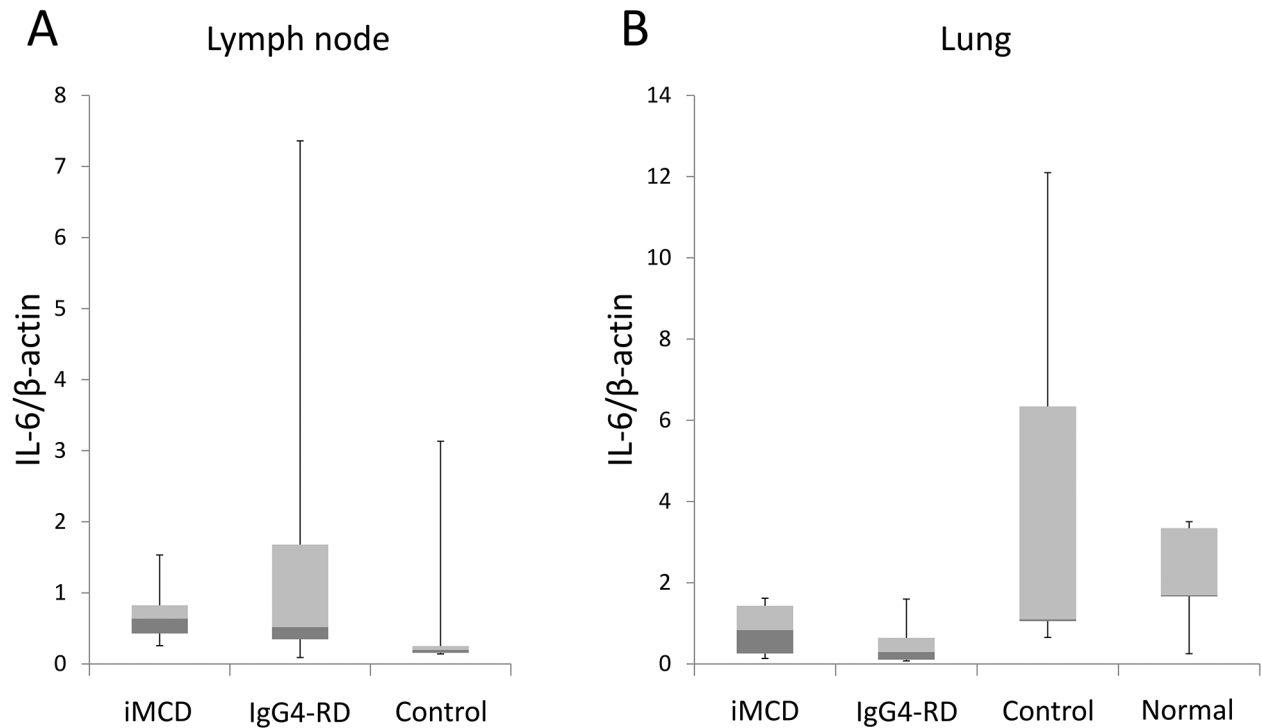 A
Lymph node
IL-6/β-actin
8
7
6
5
4
3
2
1
0
iMCD
IgG4-RD
Control
B
Lung
IL-6/β-actin
14
12
10
8
6
4
2
0
iMCD
IgG4-RD
Control
Normal